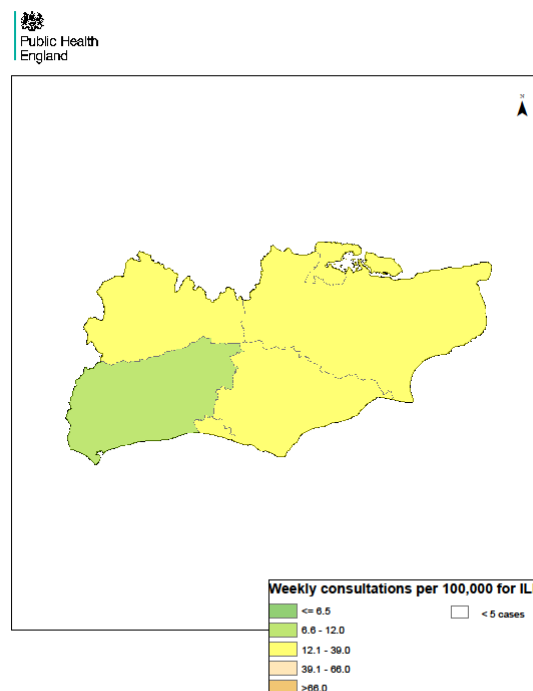 Public Health
England
N
Weekly consultations per 100,000 for IL
<= 6.5
< 5 cases
6.6 - 12.0
12.1 - 39.0
39.1 - 66.0
>66.0